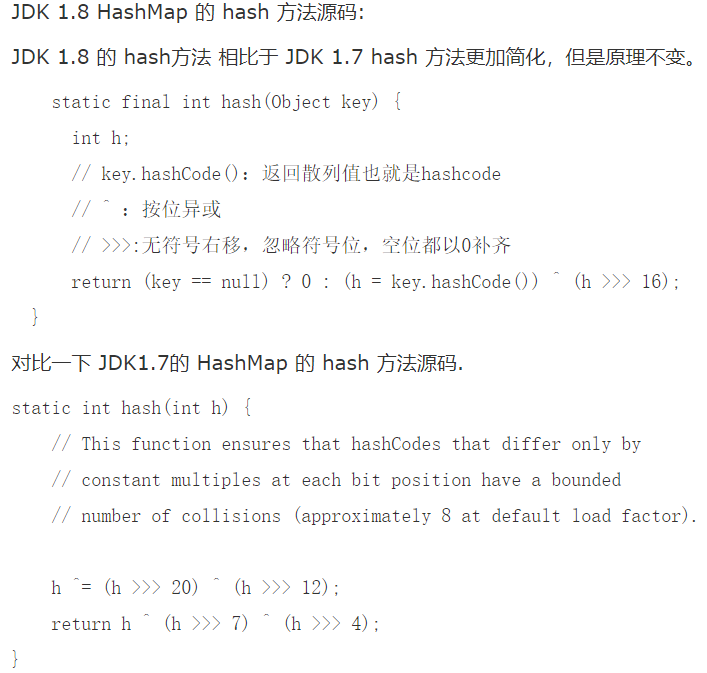 JDK 1.8 HashMap 的 hash 方法源码:
JDK 1.8 的 hash方法 相比于 JDK 1.7 hash 方法更加简化，但是原理不变。
    static final int hash(Object key) {
      int h;
      // key.hashCode()：返回散列值也就是hashcode
      // ^ ：按位异或
      // >>>:无符号右移，忽略符号位，空位都以0补齐
      return (key == null) ? 0 : (h = key.hashCode()) ^ (h >>> 16);
  }
对比一下 JDK1.7的 HashMap 的 hash 方法源码.
static int hash(int h) {
    // This function ensures that hashCodes that differ only by
    // constant multiples at each bit position have a bounded
    // number of collisions (approximately 8 at default load factor).
    h ^= (h >>> 20) ^ (h >>> 12);
    return h ^ (h >>> 7) ^ (h >>> 4);
}